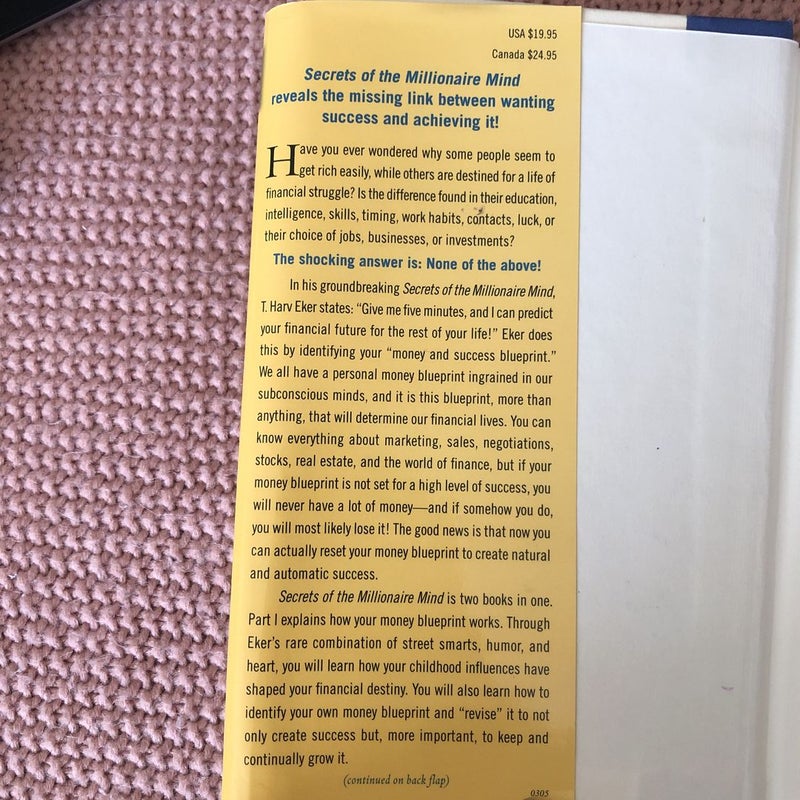 USA $19.95
Canada $24.95
Secrets of the Millionaire Mind
reveals the missing link between wanting
success and achieving it!
Have you ever wondered why some people seem to
get rich easily, while others are destined for a life of
financial struggle? Is the difference found in their education,
intelligence, skills, timing, work habits, contacts, luck, or
their choice of jobs, businesses, or investments?
The shocking answer is: None of the above!
In his groundbreaking Secrets of the Millionaire Mind,
T. Harv Eker states: “Give me five minutes, and I can predict
your financial future for the rest of your life!” Eker does
this by identifying your “money and success blueprint.”
We all have a personal money blueprint ingrained in our
subconscious minds, and it is this blueprint, more than
anything, that will determine our financial lives. You can
know everything about marketing, sales, negotiations,
stocks, real estate, and the world of finance, but if your
money blueprint is not set for a high level of success, you
will never have a lot of money—and if somehow you do,
you will most likely lose it! The good news is that now you
can actually reset your money blueprint to create natural
and automatic success.
Secrets of the Millionaire Mind is two books in one.
Part I explains how your money blueprint works. Through
Eker’s rare combination of street smarts, humor, and
heart, you will learn how your childhood influences have
shaped your financial destiny. You will also learn how to
identify your own money blueprint and “revise” it to not
only create success but, more important, to keep and
continually grow it.
(continued on back flap)
0305